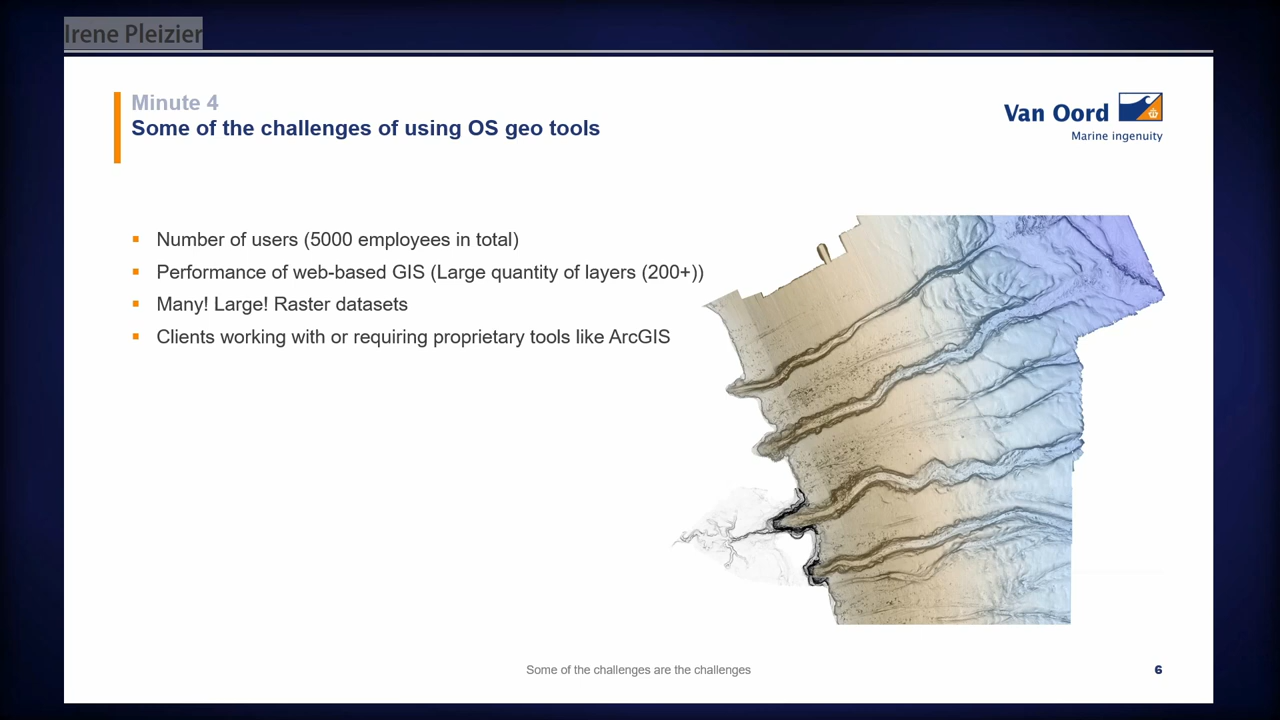 Irene Pleizier
Minute 4
Some of the challenges of using OS geo tools
Van Oord
Marine ingenuity
Number of users (5000 employees in total)
Performance of web-based GIS (Large quantity of layers (200+))
Many! Large! Raster datasets
Clients working with or requiring proprietary tools like ArcGIS
Some of the challenges are the challenges
6